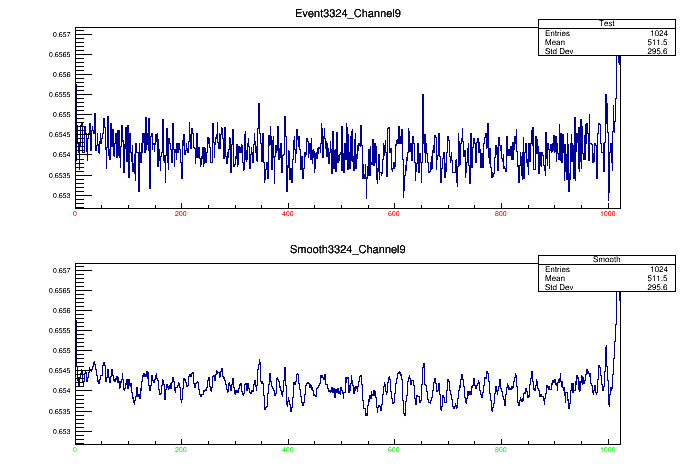 Event3324_Channel9
Test
Entries 1024
Mean 511.5
Std Dev 295.6
0.657
0.6565
0.656
0.6555
0.655
0.6545
0.654
0.6535
0.653
0 200 400 600 800 1000
Smooth3324_Channel9
Smooth
Entries 1024
Mean 511.5
Std Dev 295.6
0.657
0.6565
0.656
0.6555
0.655
0.6545
0.654
0.6535
0.653
0 200 400 600 800 1000